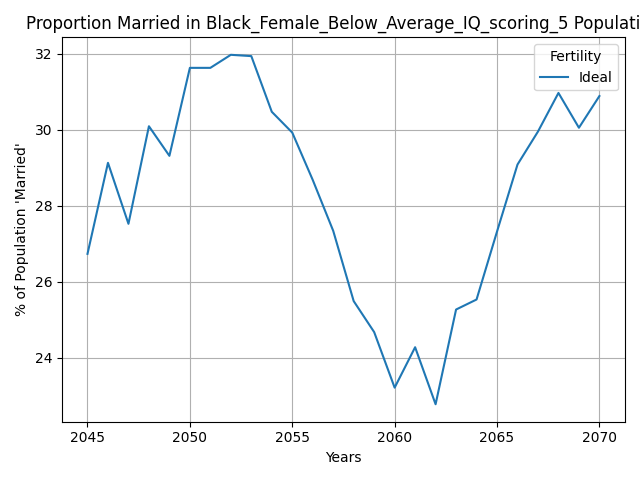 Proportion Married in Black_Female_Below_Average_IQ_scoring_5 Populati
32
30
28
26
24
% of Population 'Married'
Fertility
Ideal
2045 2050 2055 2060 2065 2070
Years